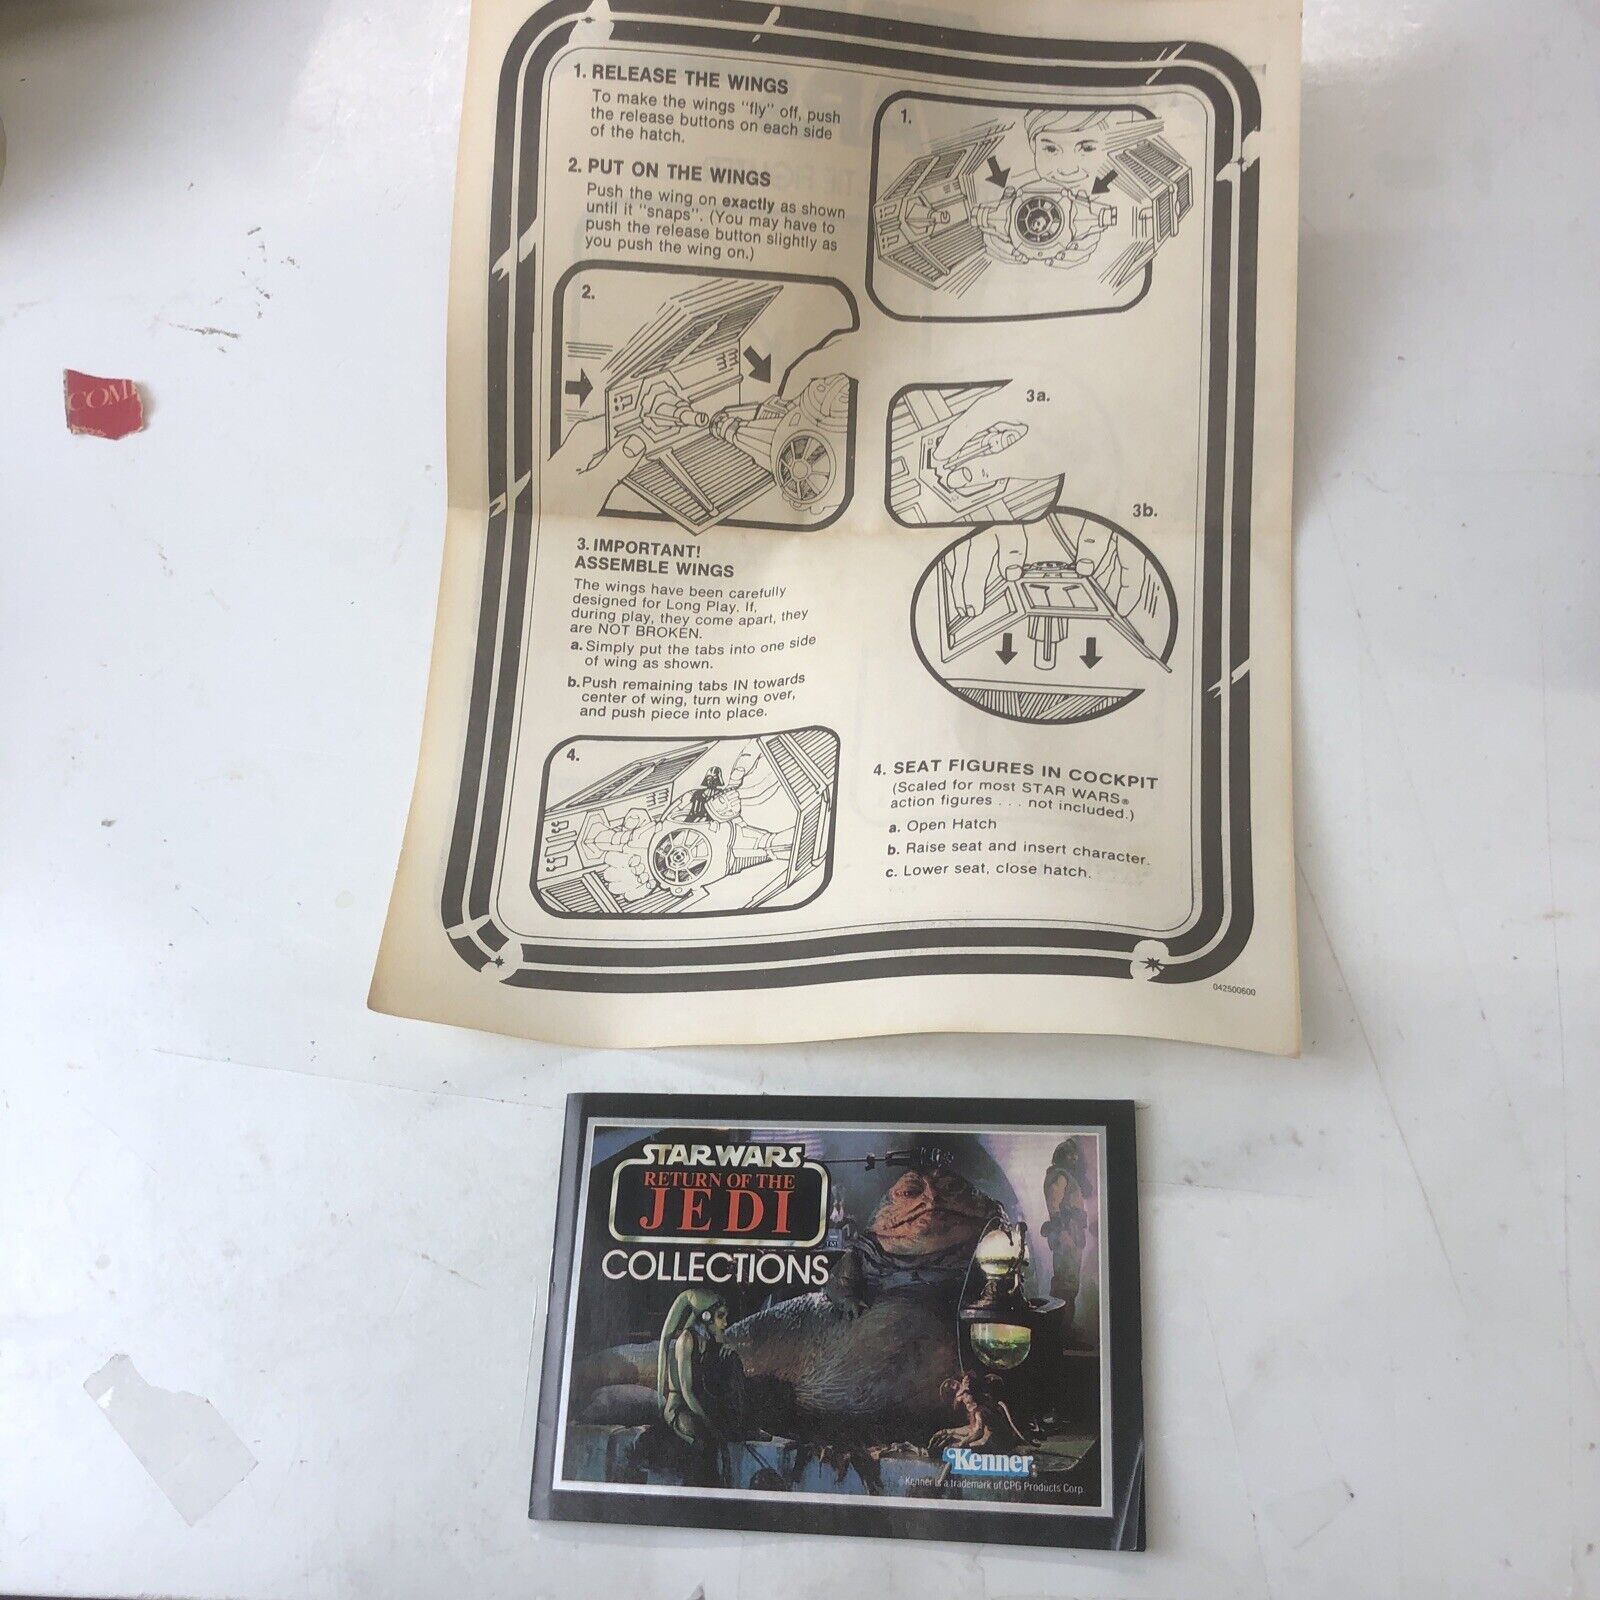 1. RELEASE THE WINGS
To make the wings "fly" off, push
the release buttons on each side
of the hatch.
2. PUT ON THE WINGS
Push the wing on exactly as shown
until it "snaps". (You may have to
push the release button slightly as
you push the wing on.)
1.
2.
3a.
3b.
3. IMPORTANT!
ASSEMBLE WINGS
The wings have been carefully
designed for Long Play. If,
during play, they come apart, they
are NOT BROKEN.
a. Simply put the tabs into one side
of wing as shown.
b. Push remaining tabs IN towards
center of wing, turn wing over,
and push piece into place.
4.
4. SEAT FIGURES IN COCKPIT
(Scaled for most STAR WARS®
action figures . . . not included.)
a. Open Hatch
b. Raise seat and insert character.
c. Lower seat, close hatch.
042500600
COM
STAR WARS
RETURN OF THE
JEDI
TM
COLLECTIONS
Kenner
Kenner is a trademark of CPG Products Corp.